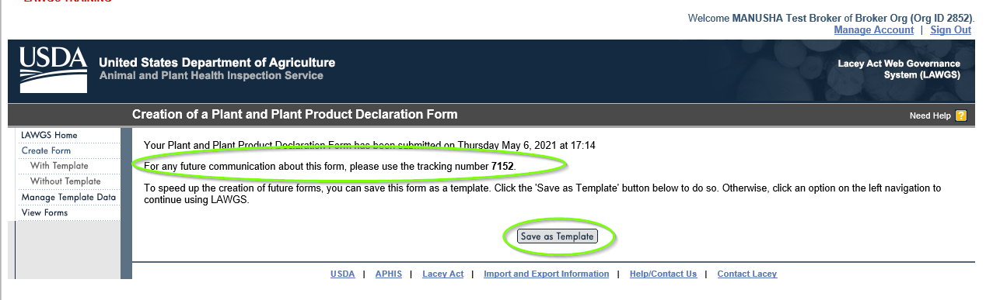 LAWGS TRAINING
Welcome MANUSHA Test Broker of Broker Org (Org ID 2852).
Manage Account | Sign Out
USDA
United States Department of Agriculture
Animal and Plant Health Inspection Service
Lacey Act Web Governance
System (LAWGS)
Creation of a Plant and Plant Product Declaration Form
Need Help ?
LAWGS Home
Create Form
With Template
Without Template
Manage Template Data
View Forms
Your Plant and Plant Product Declaration Form has been submitted on Thursday May 6, 2021 at 17:14
For any future communication about this form, please use the tracking number 7152.
To speed up the creation of future forms, you can save this form as a template. Click the 'Save as Template' button below to do so. Otherwise, click an option on the left navigation to
continue using LAWGS.
Save as Template
USDA | APHIS | Lacey Act | Import and Export Information | Help/Contact Us | Contact Lacey